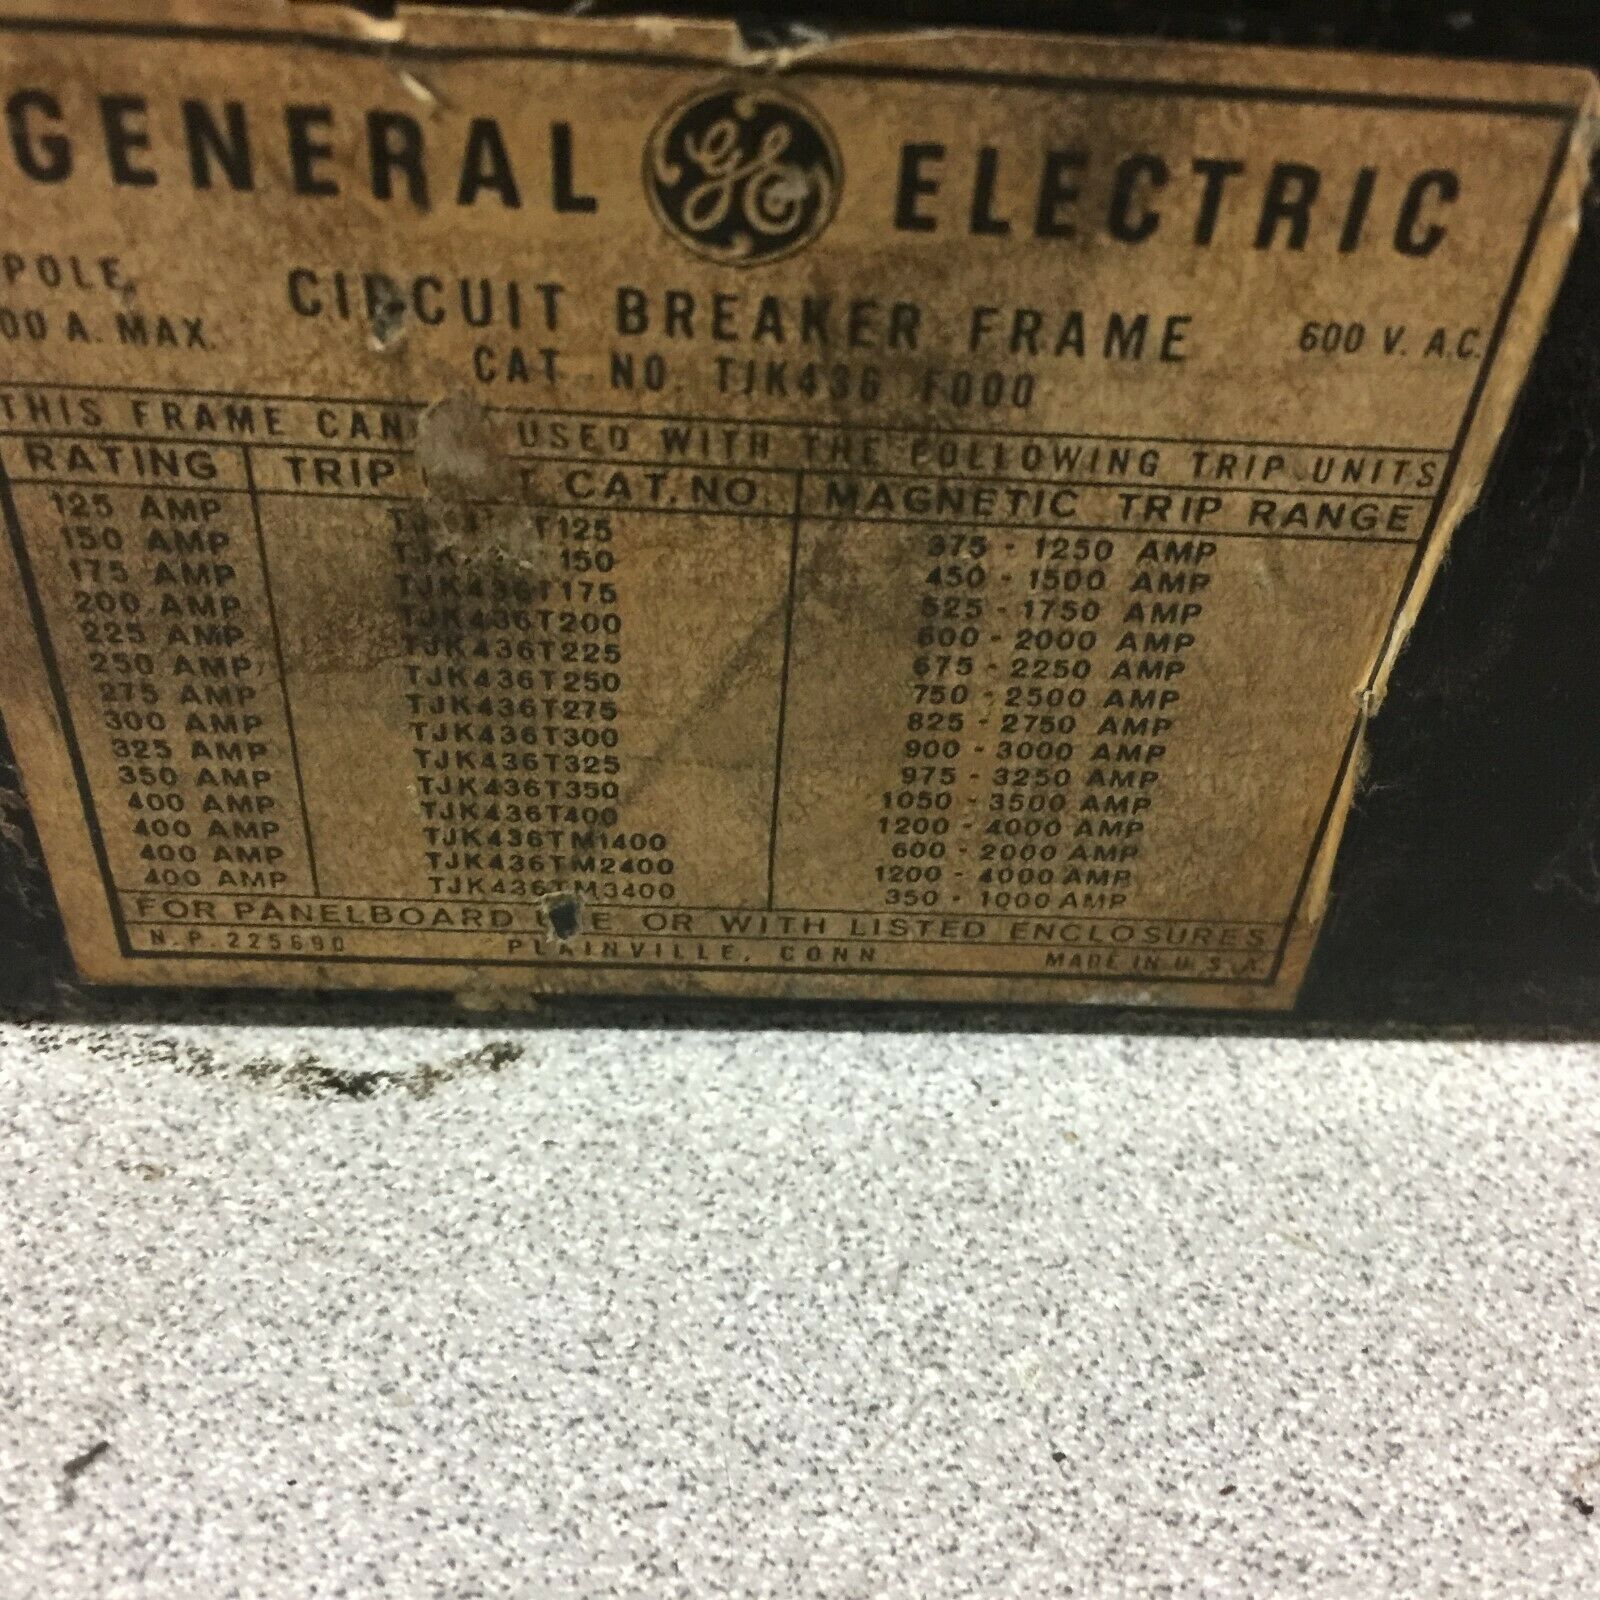 GENERAL GE ELECTRIC
POLE
00 A. MAX.
CIRCUIT BREAKER FRAME
600 V. A.C.
CAT. NO. TJK436 F000
THIS FRAME CAN USED WITH THE FOLLOWING TRIP UNITS
RATING TRIP CAT. NO. MAGNETIC TRIP RANGE
125 AMP T125 375 - 1250 AMP
150 AMP 150 450 - 1500 AMP
175 AMP TJK436T175 525 - 1750 AMP
200 AMP TJK436T200 600 - 2000 AMP
225 AMP TJK436T225 675 - 2250 AMP
250 AMP TJK436T250 750 - 2500 AMP
275 AMP TJK436T275 825 - 2750 AMP
300 AMP TJK436T300 900 - 3000 AMP
325 AMP TJK436T325 975 - 3250 AMP
350 AMP TJK436T350 1050 - 3500 AMP
400 AMP TJK436T400 1200 - 4000 AMP
400 AMP TJK436TM1400 600 - 2000 AMP
400 AMP TJK436TM2400 1200 - 4000 AMP
400 AMP TJK436TM3400 350 - 1000 AMP
FOR PANELBOARD USE OR WITH LISTED ENCLOSURES
N.P. 225690 PLAINVILLE, CONN. MADE IN U.S.A.